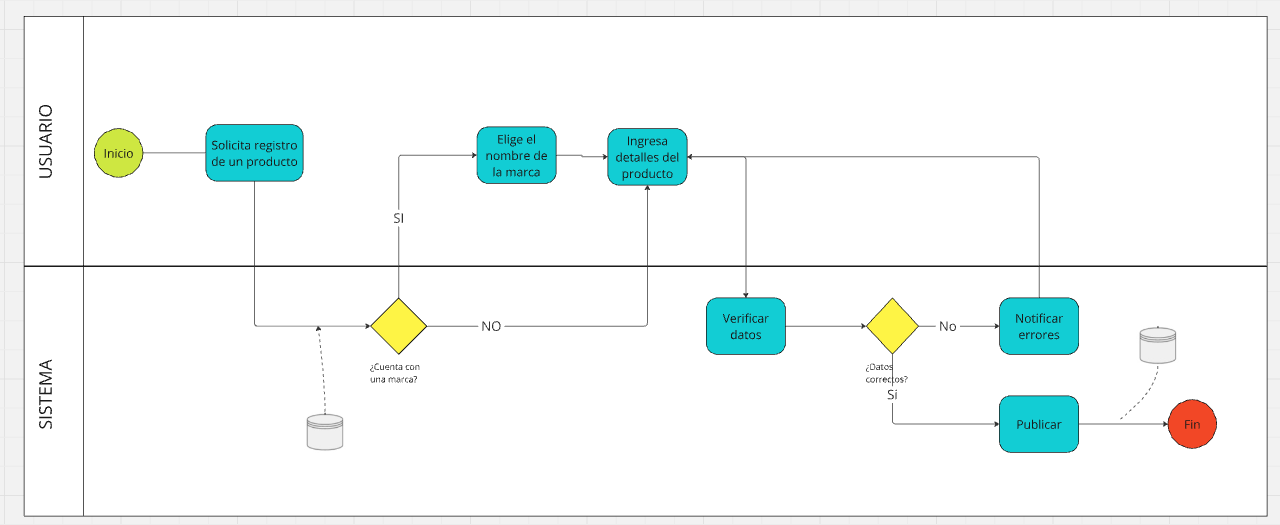 USUARIO
Inicio
Solicita registro
de un producto
Elige el
nombre de
la marca
Ingresa
detalles del
producto
SI
SISTEMA
¿Cuenta con
una marca?
NO
Verificar
datos
¿Datos
correctos?
No
Notificar
errores
Si
Publicar
Fin